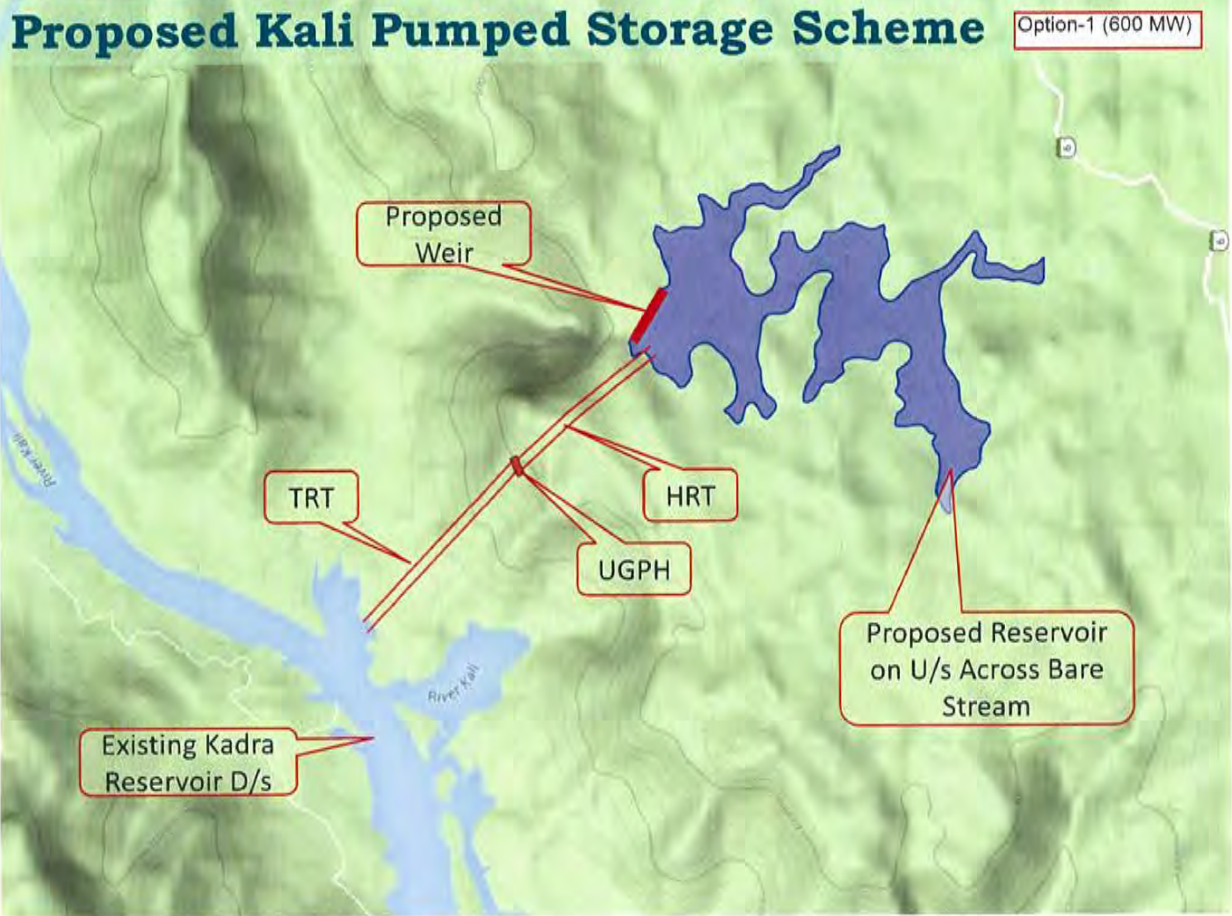 Proposed Kali Pumped Storage Scheme
Option-1 (600 MW)
Proposed
Weir
River Kali
TRT
HRT
UGPH
Proposed Reservoir
on U/s Across Bare
Stream
River Kali
Existing Kadra
Reservoir D/s